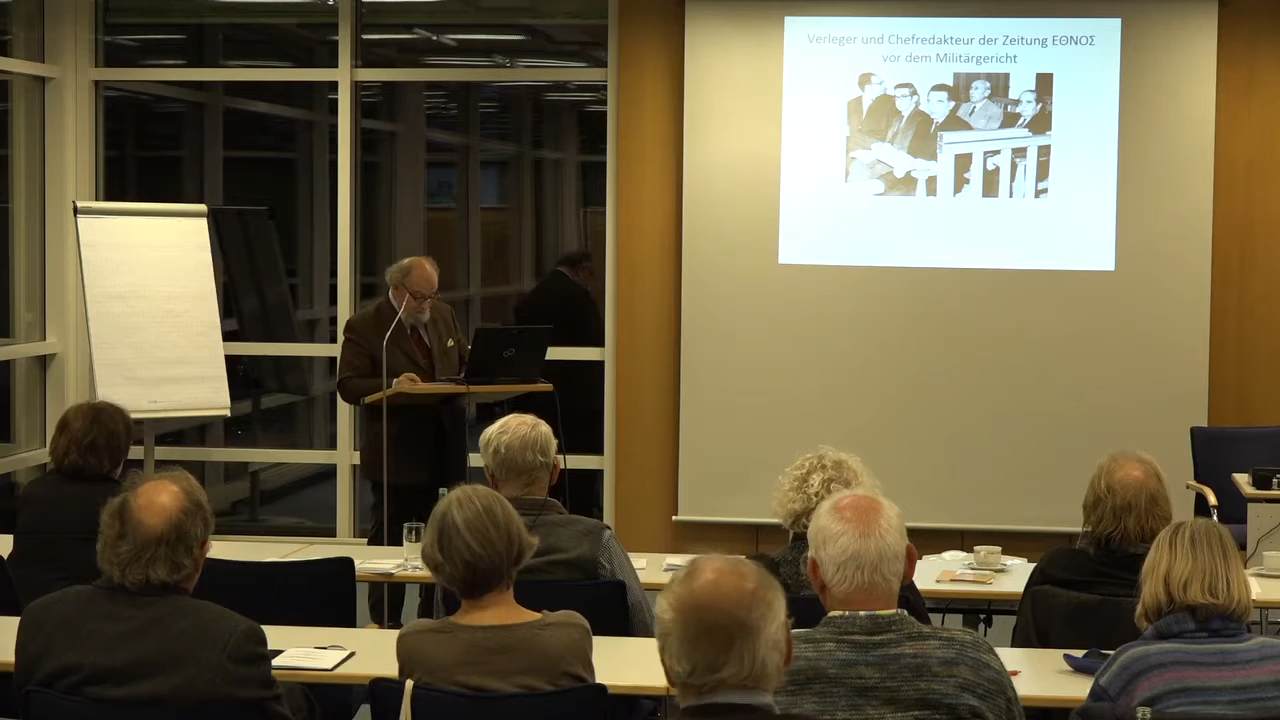 Verleger und Chefredakteur der Zeitung ΕΘΝΟΣ
vor dem Militärgericht